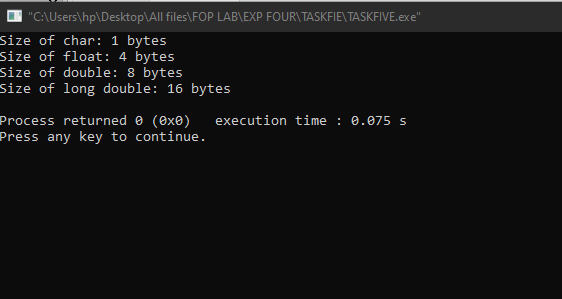 "C:\Users\hp\Desktop\All files\FOP LAB\EXP FOUR\TASKFIE\TASKFIVE.exe"
Size of char: 1 bytes
Size of float: 4 bytes
Size of double: 8 bytes
Size of long double: 16 bytes
Process returned 0 (0x0)   execution time : 0.075 s
Press any key to continue.